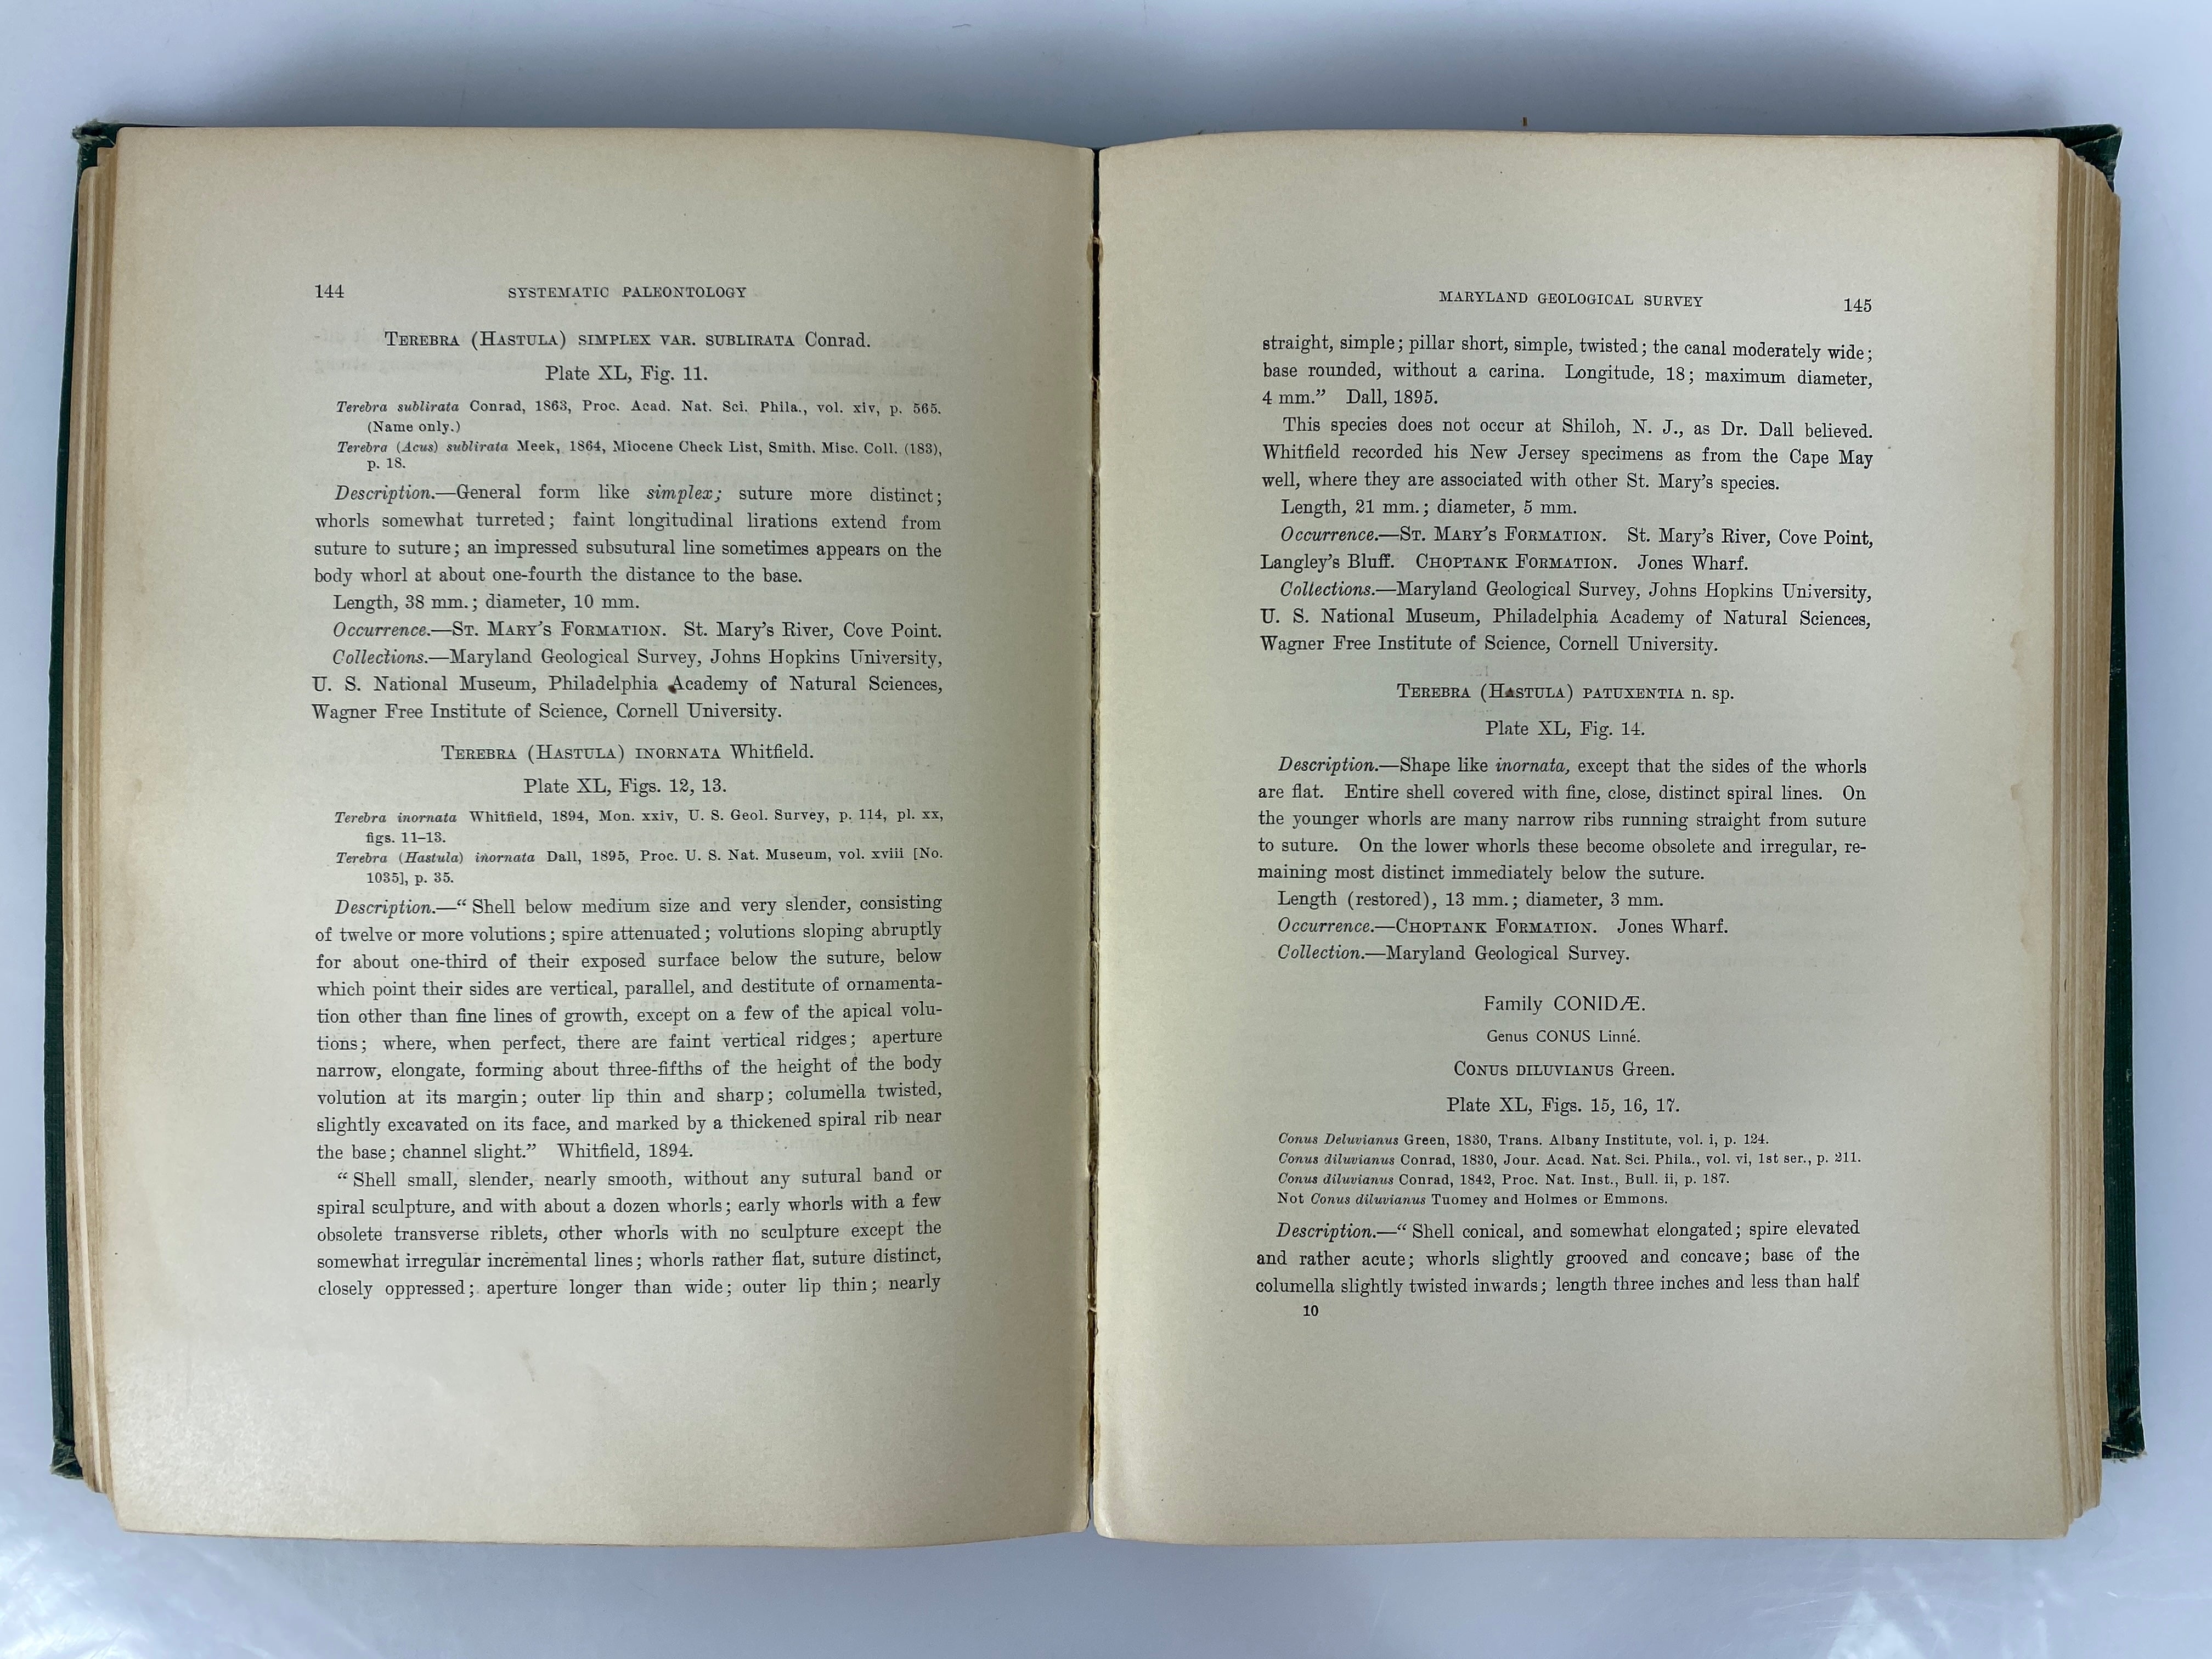 144
SYSTEMATIC PALEONTOLOGY
TEREBRA (HASTULA) SIMPLEX VAR. SUBLIRATA Conrad.
Plate XL, Fig. 11.
Terebra sublirata Conrad, 1863, Proc. Acad. Nat. Sci. Phila., vol. xiv, p. 565.
(Name only.)
Terebra (Acus) sublirata Meek, 1864, Miocene Check List, Smith. Misc. Coll. (183),
p. 18.
Description.—General form like simplex; suture more distinct;
whorls somewhat turreted; faint longitudinal lirations extend from
suture to suture; an impressed subsutural line sometimes appears on the
body whorl at about one-fourth the distance to the base.
Length, 38 mm.; diameter, 10 mm.
Occurrence.—ST. MARY'S FORMATION. St. Mary's River, Cove Point.
Collections.—Maryland Geological Survey, Johns Hopkins University,
U. S. National Museum, Philadelphia Academy of Natural Sciences,
Wagner Free Institute of Science, Cornell University.
TEREBRA (HASTULA) INORNATA Whitfield.
Plate XL, Figs. 12, 13.
Terebra inornata Whitfield, 1894, Mon. xxiv, U. S. Geol. Survey, p. 114, pl. xx,
figs. 11–13.
Terebra (Hastula) inornata Dall, 1895, Proc. U. S. Nat. Museum, vol. xviii [No.
1035], p. 35.
Description.—“ Shell below medium size and very slender, consisting
of twelve or more volutions; spire attenuated; volutions sloping abruptly
for about one-third of their exposed surface below the suture, below
which point their sides are vertical, parallel, and destitute of ornamenta-
tion other than fine lines of growth, except on a few of the apical volu-
tions; where, when perfect, there are faint vertical ridges; aperture
narrow, elongate, forming about three-fifths of the height of the body
volution at its margin; outer lip thin and sharp; columella twisted,
slightly excavated on its face, and marked by a thickened spiral rib near
the base; channel slight.” Whitfield, 1894.
“ Shell small, slender, nearly smooth, without any sutural band or
spiral sculpture, and with about a dozen whorls; early whorls with a few
obsolete transverse riblets, other whorls with no sculpture except the
somewhat irregular incremental lines; whorls rather flat, suture distinct,
closely oppressed; aperture longer than wide; outer lip thin; nearly
MARYLAND GEOLOGICAL SURVEY
145
straight, simple; pillar short, simple, twisted; the canal moderately wide;
base rounded, without a carina. Longitude, 18; maximum diameter,
4 mm.” Dall, 1895.
This species does not occur at Shiloh, N. J., as Dr. Dall believed.
Whitfield recorded his New Jersey specimens as from the Cape May
well, where they are associated with other St. Mary's species.
Length, 21 mm.; diameter, 5 mm.
Occurrence.—ST. MARY'S FORMATION. St. Mary's River, Cove Point,
Langley's Bluff. CHOPTANK FORMATION. Jones Wharf.
Collections.—Maryland Geological Survey, Johns Hopkins University,
U. S. National Museum, Philadelphia Academy of Natural Sciences,
Wagner Free Institute of Science, Cornell University.
TEREBRA (HASTULA) PATUXENTIA n. sp.
Plate XL, Fig. 14.
Description.—Shape like inornata, except that the sides of the whorls
are flat. Entire shell covered with fine, close, distinct spiral lines. On
the younger whorls are many narrow ribs running straight from suture
to suture. On the lower whorls these become obsolete and irregular, re-
maining most distinct immediately below the suture.
Length (restored), 13 mm.; diameter, 3 mm.
Occurrence.—CHOPTANK FORMATION. Jones Wharf.
Collection.—Maryland Geological Survey.
Family CONIDÆ.
Genus CONUS Linné.
CONUS DILUVIANUS Green.
Plate XL, Figs. 15, 16, 17.
Conus Deluvianus Green, 1830, Trans. Albany Institute, vol. i, p. 124.
Conus diluvianus Conrad, 1830, Jour. Acad. Nat. Sci. Phila., vol. vi, 1st ser., p. 211.
Conus diluvianus Conrad, 1842, Proc. Nat. Inst., Bull. ii, p. 187.
Not Conus diluvianus Tuomey and Holmes or Emmons.
Description.—“ Shell conical, and somewhat elongated; spire elevated
and rather acute; whorls slightly grooved and concave; base of the
columella slightly twisted inwards; length three inches and less than half
10